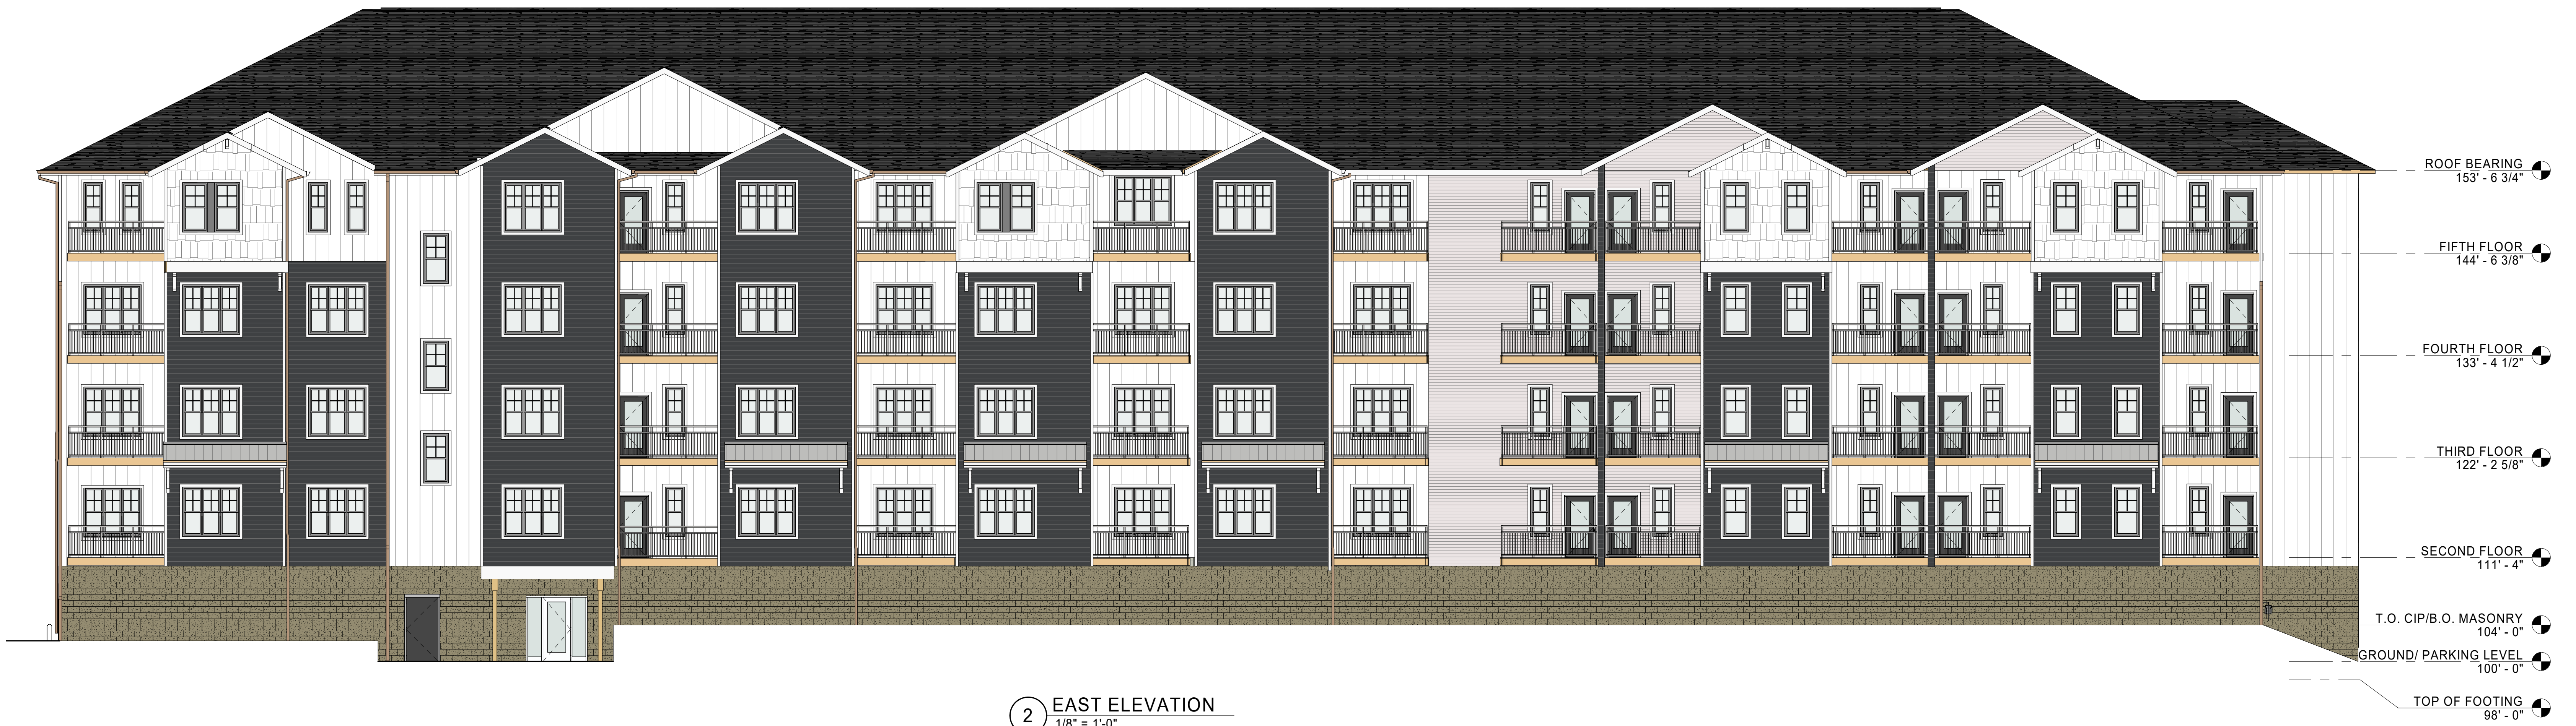 ROOF BEARING
153' - 6 3/4"
FIFTH FLOOR
144' - 6 3/8"
FOURTH FLOOR
133' - 4 1/2"
THIRD FLOOR
122' - 2 5/8"
SECOND FLOOR
111' - 4"
T.O. CIP/B.O. MASONRY
104' - 0"
GROUND/ PARKING LEVEL
100' - 0"
TOP OF FOOTING
98' - 0"
2 EAST ELEVATION
1/8" = 1'-0"